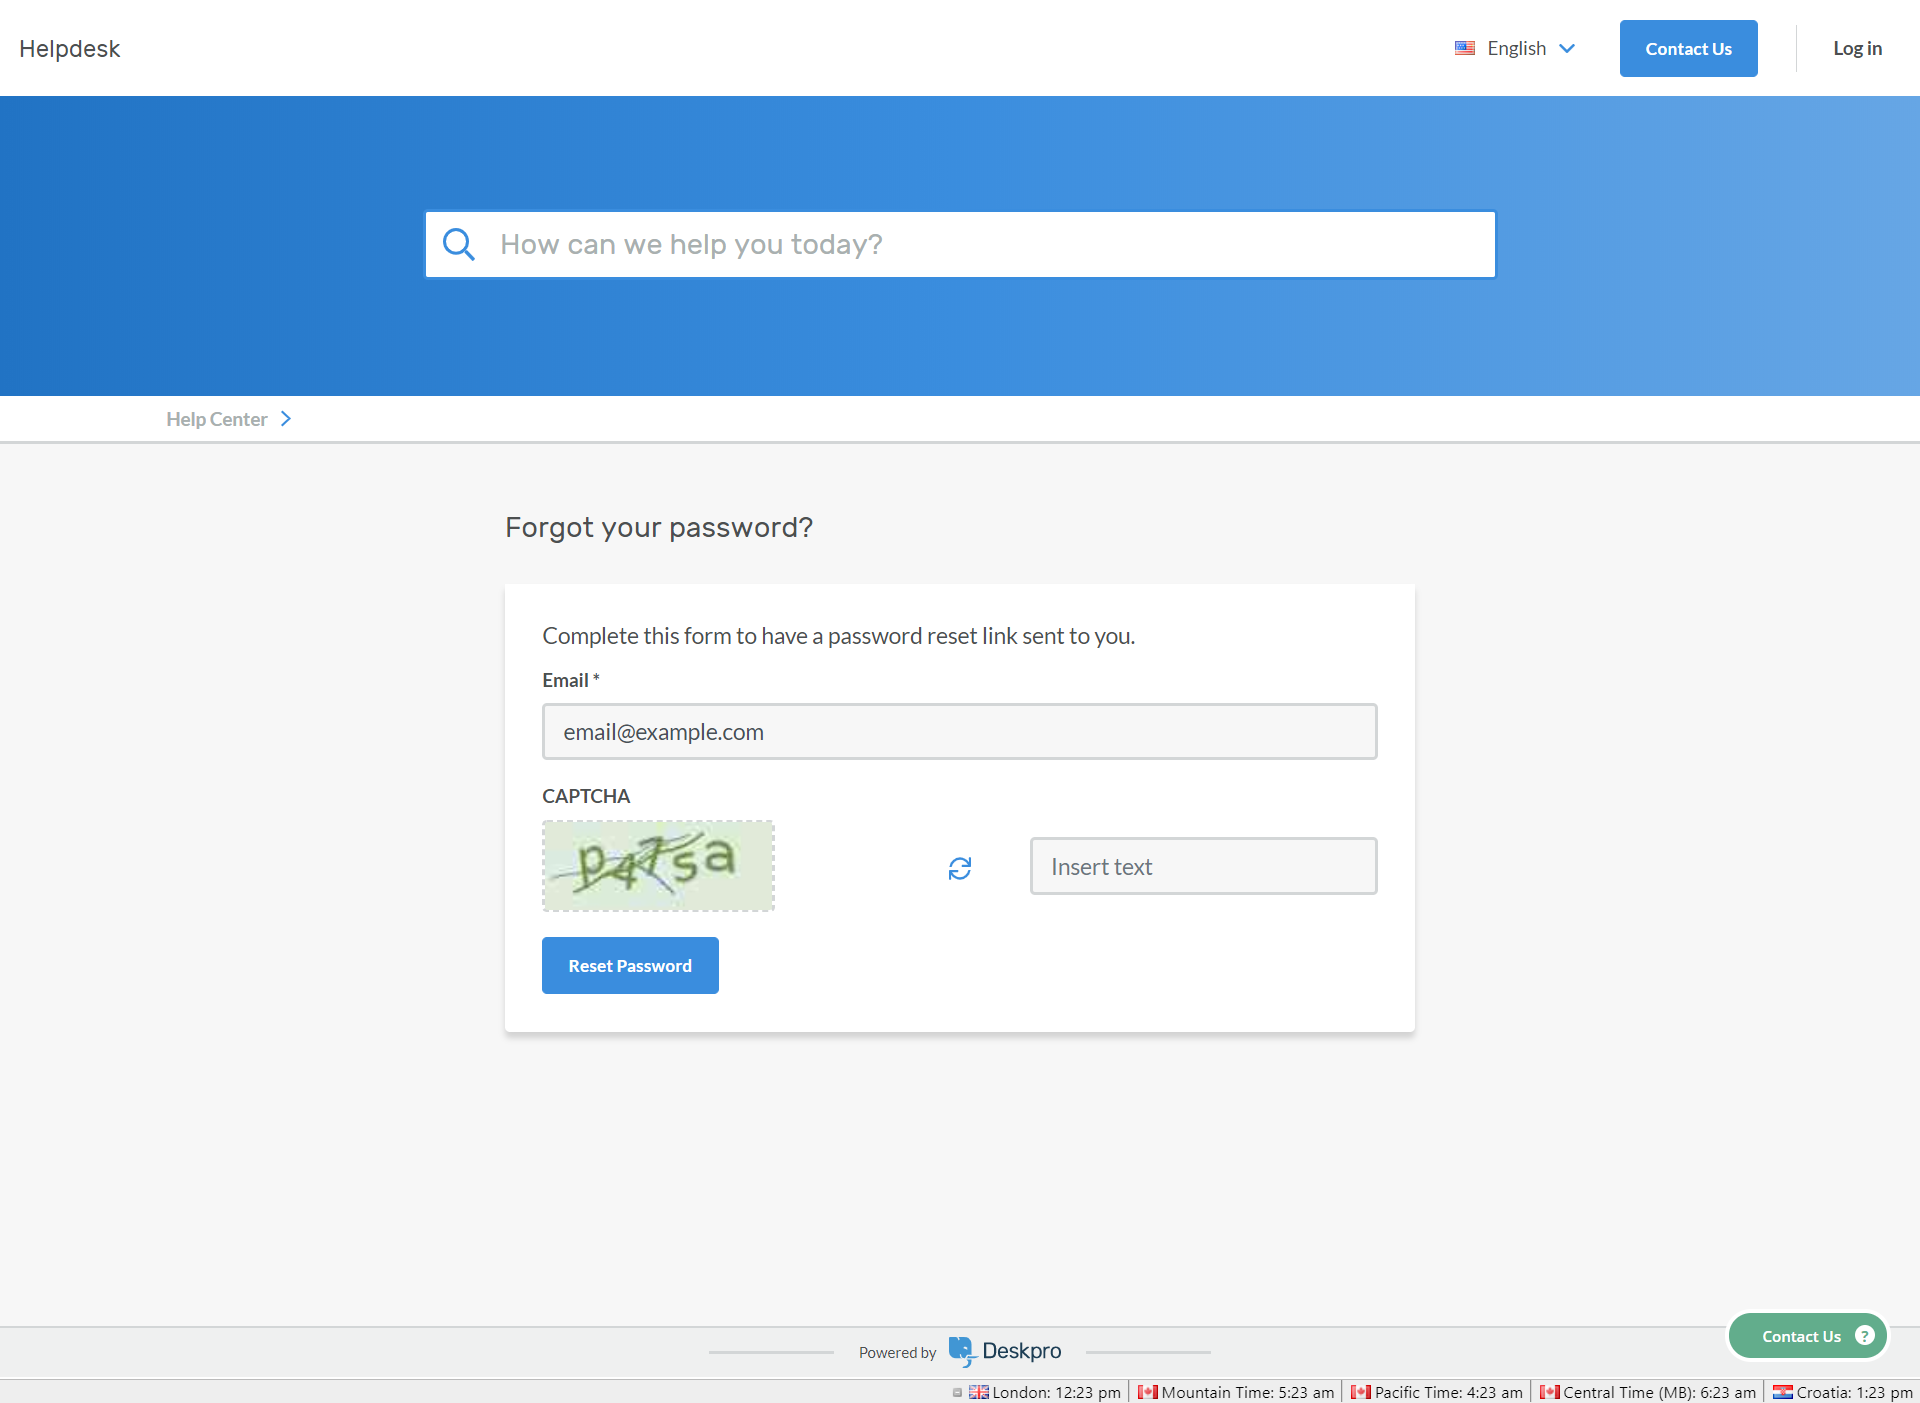 Helpdesk
English
Contact Us
Log in
How can we help you today?
Help Center
Forgot your password?
Complete this form to have a password reset link sent to you.
Email *
email@example.com
CAPTCHA
p47sa
Insert text
Reset Password
Contact Us ?
Powered by Deskpro
London: 12:23 pm
Mountain Time: 5:23 am
Pacific Time: 4:23 am
Central Time (MB): 6:23 am
Croatia: 1:23 pm